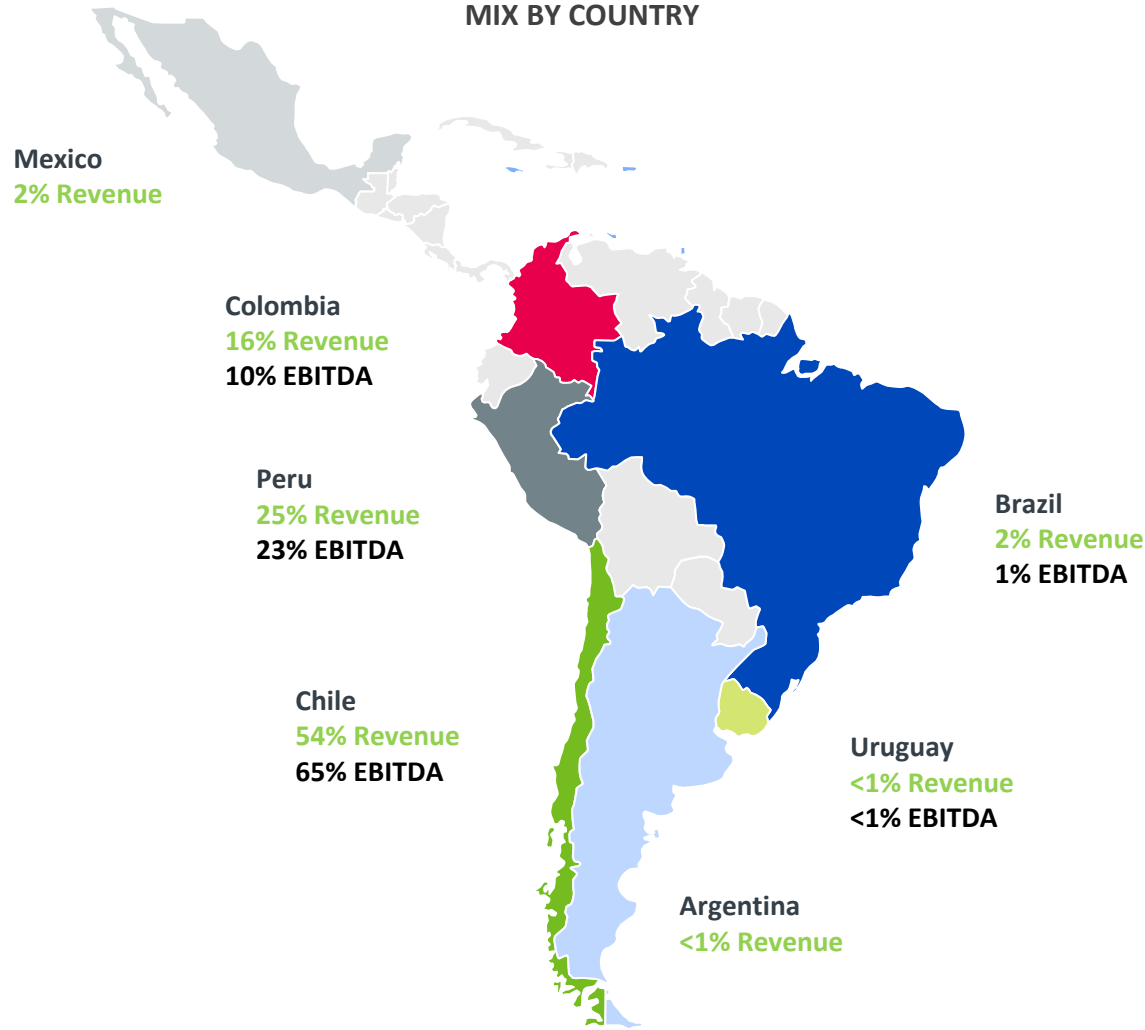 MIX BY COUNTRY
Mexico
2% Revenue
Colombia
16% Revenue
10% EBITDA
Peru
25% Revenue
23% EBITDA
Brazil
2% Revenue
1% EBITDA
Chile
54% Revenue
65% EBITDA
Uruguay
<1% Revenue
<1% EBITDA
Argentina
<1% Revenue